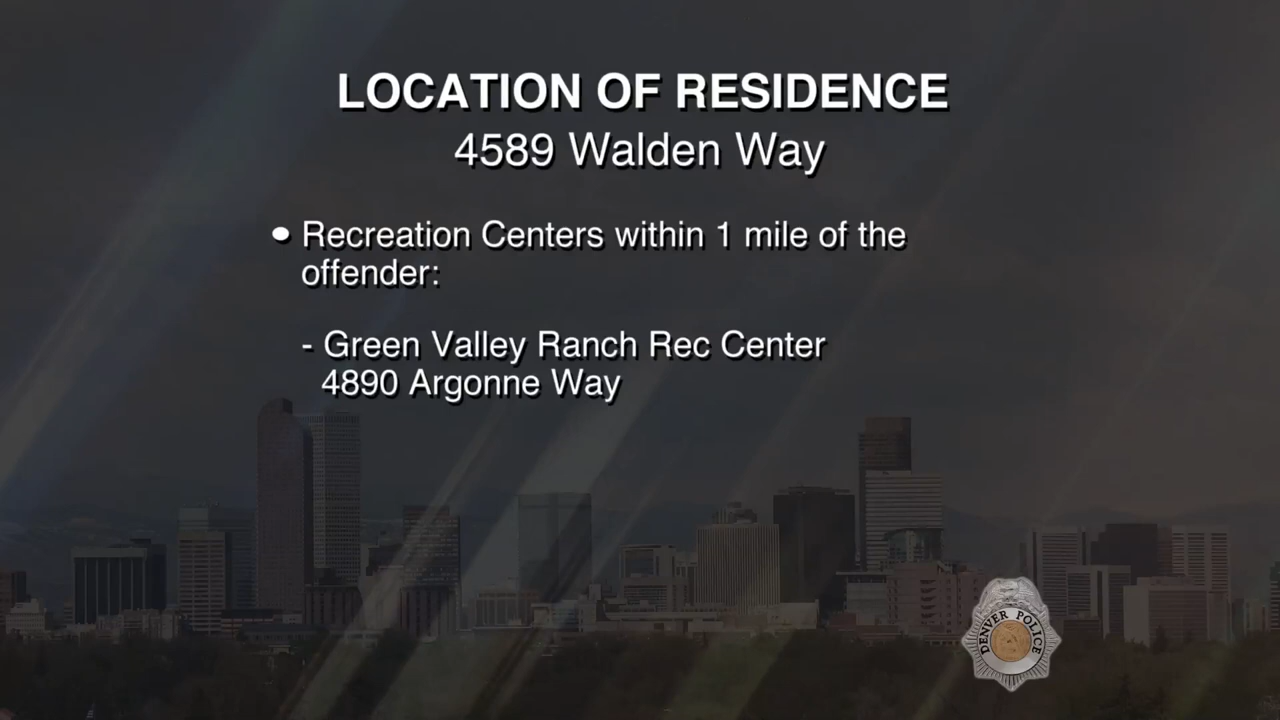 LOCATION OF RESIDENCE
4589 Walden Way
• Recreation Centers within 1 mile of the
offender:
- Green Valley Ranch Rec Center
4890 Argonne Way
DENVER POLICE